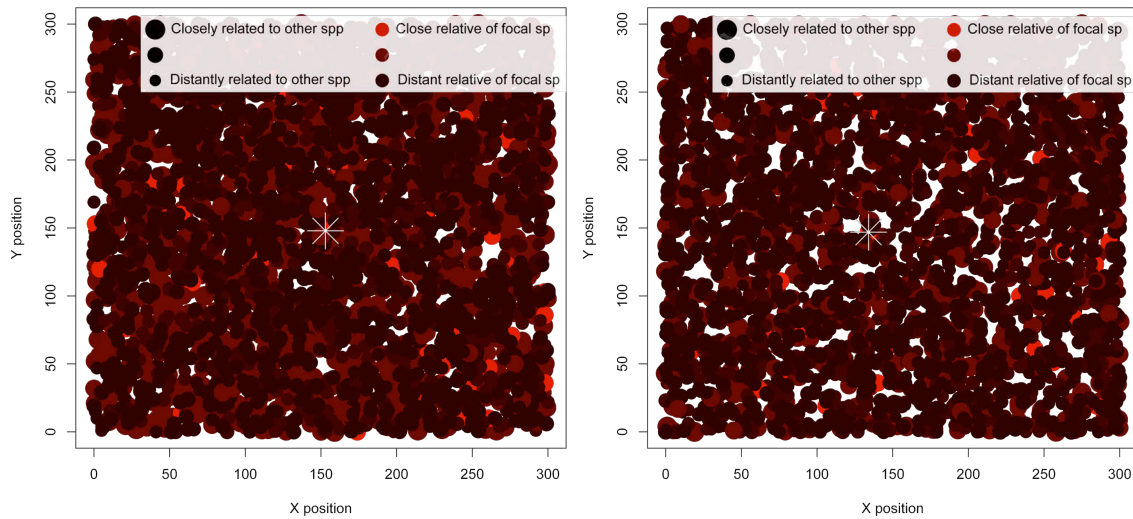 Closely related to other spp
Close relative of focal sp
Distantly related to other spp
Distant relative of focal sp
300
250
200
150
100
50
0
Y position
0 50 100 150 200 250 300
X position
Closely related to other spp
Close relative of focal sp
Distantly related to other spp
Distant relative of focal sp
300
250
200
150
100
50
0
Y position
0 50 100 150 200 250 300
X position